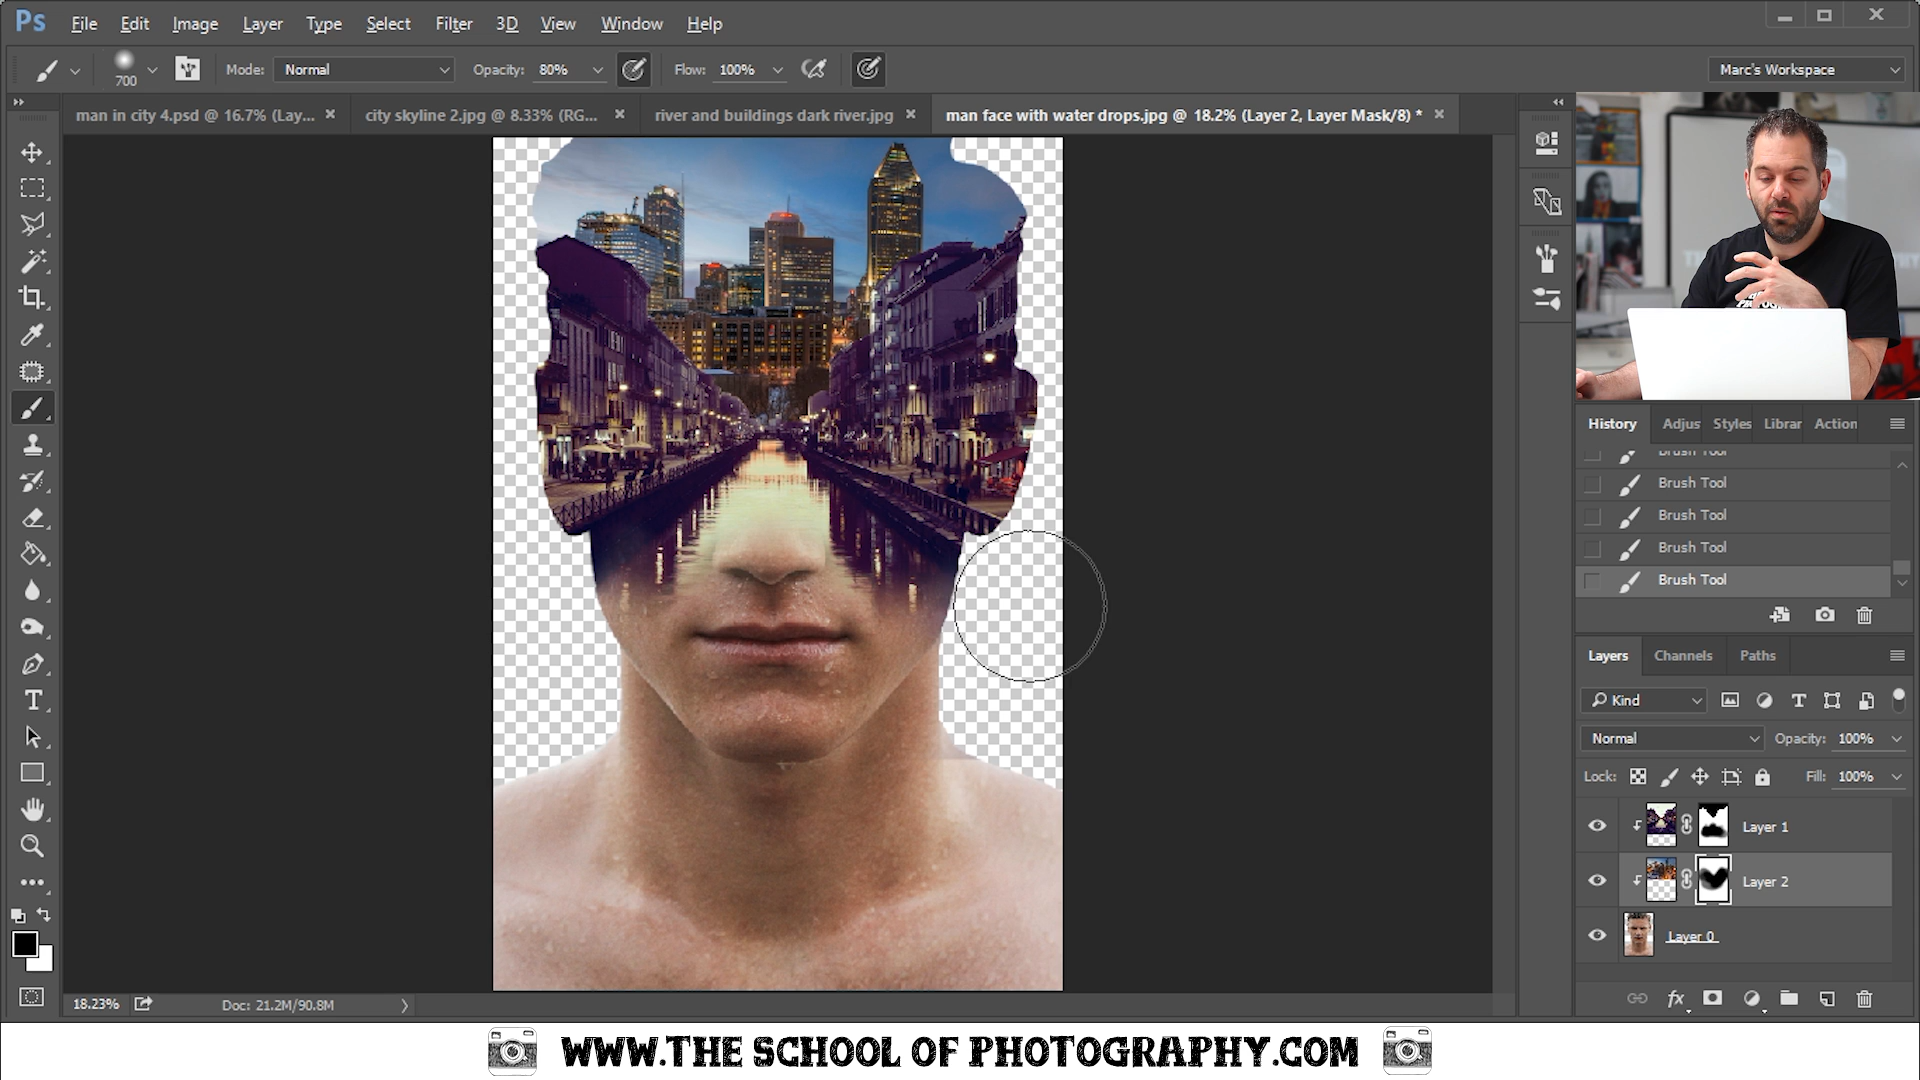 Ps File Edit Image Layer Type Select Filter 3D View Window Help
700 Mode: Normal Opacity: 80% Flow: 100% Marc's Workspace
man in city 4.psd @ 16.7% (Lay... city skyline 2.jpg @ 8.33% (RG... river and buildings dark river.jpg man face with water drops.jpg @ 18.2% (Layer 2, Layer Mask/8) *
History Adjus Styles Librar Action
Brush Tool
Brush Tool
Brush Tool
Brush Tool
Brush Tool
Layers Channels Paths
Kind
Normal Opacity: 100%
Lock: Fill: 100%
Layer 1
Layer 2
Layer 0
fx
18.23% Doc: 21.2M/90.8M
WWW.THE SCHOOL OF PHOTOGRAPHY.COM